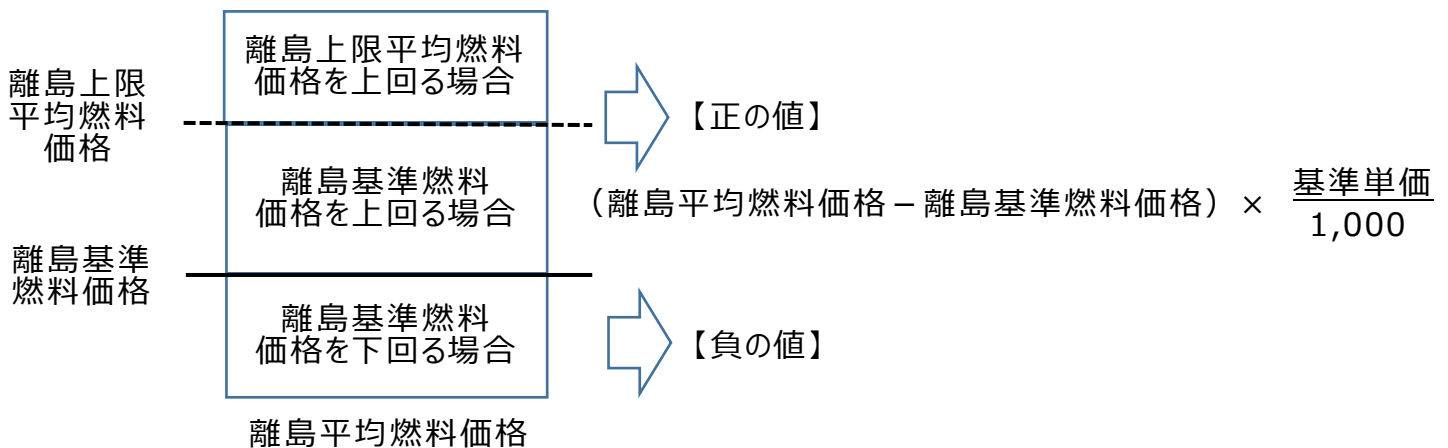 離島上限平均燃料
価格を上回る場合
離島上限
平均燃料
価格
【正の値】
離島基準燃料
価格を上回る場合
（離島平均燃料価格－離島基準燃料価格）× 基準単価
1,000
離島基準
燃料価格
離島基準燃料
価格を下回る場合
【負の値】
離島平均燃料価格